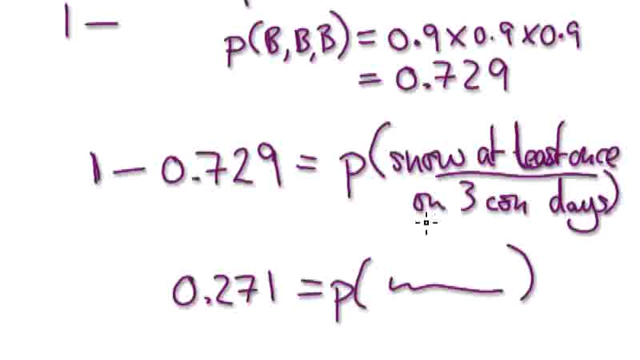 1 -
p(B,B,B) = 0.9 × 0.9 × 0.9
= 0.729
1 - 0.729 = p(snow at least once
on 3 con days)
0.271 = p( )